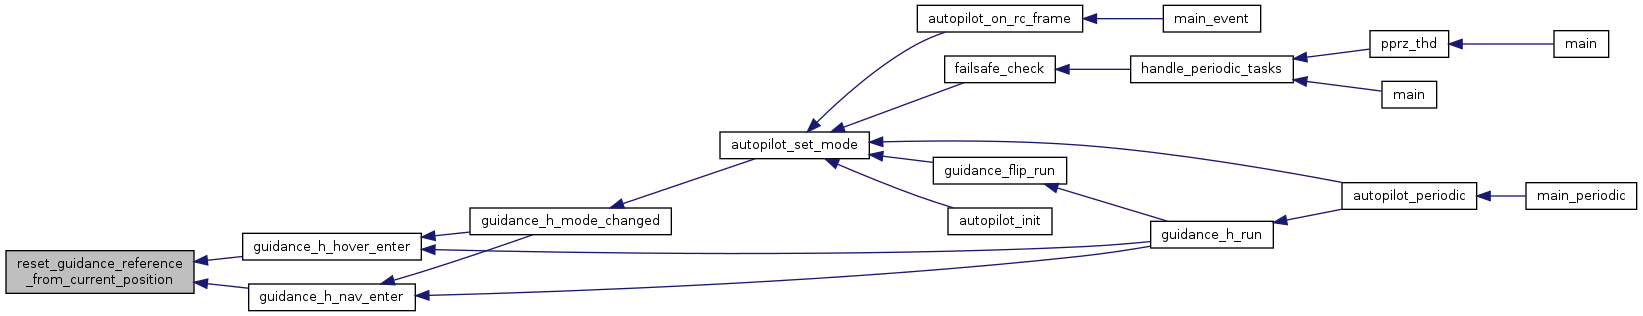 autopilot_on_rc_frame
main_event
pprz_thd
main
failsafe_check
handle_periodic_tasks
main
autopilot_set_mode
guidance_flip_run
autopilot_periodic
main_periodic
guidance_h_mode_changed
autopilot_init
guidance_h_run
guidance_h_hover_enter
reset_guidance_reference
_from_current_position
guidance_h_nav_enter